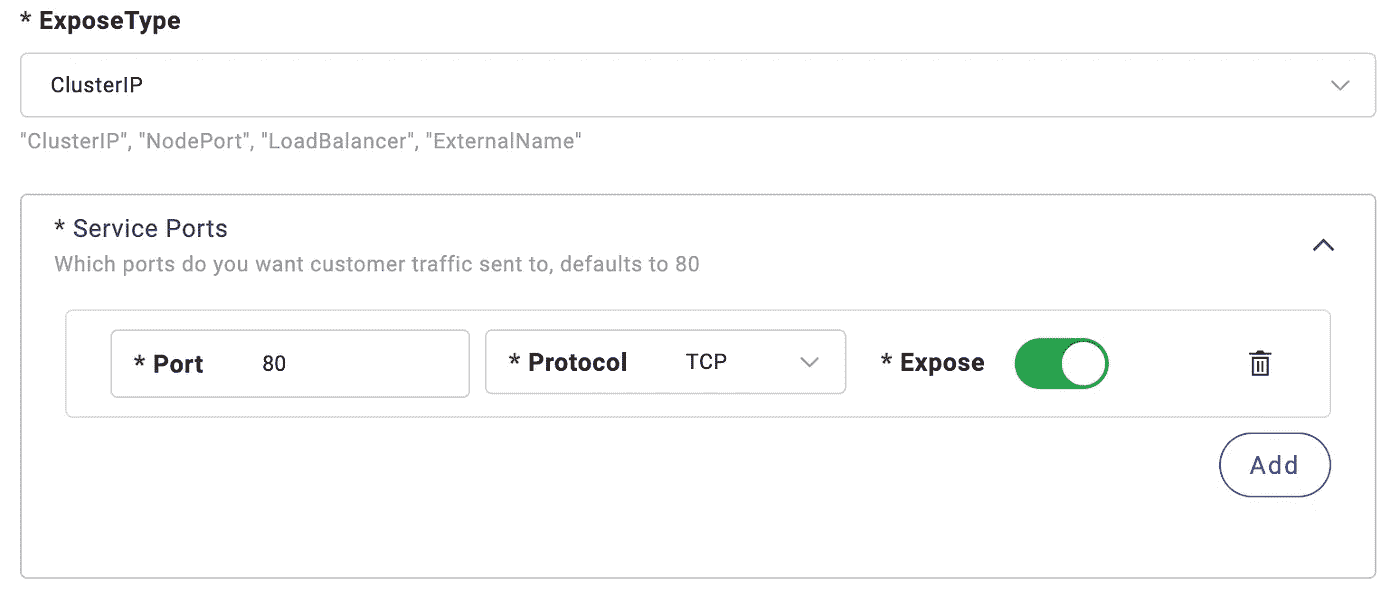 * ExposeType
ClusterIP
"ClusterIP", "NodePort", "LoadBalancer", "ExternalName"
* Service Ports
Which ports do you want customer traffic sent to, defaults to 80
* Port 80 * Protocol TCP * Expose
Add